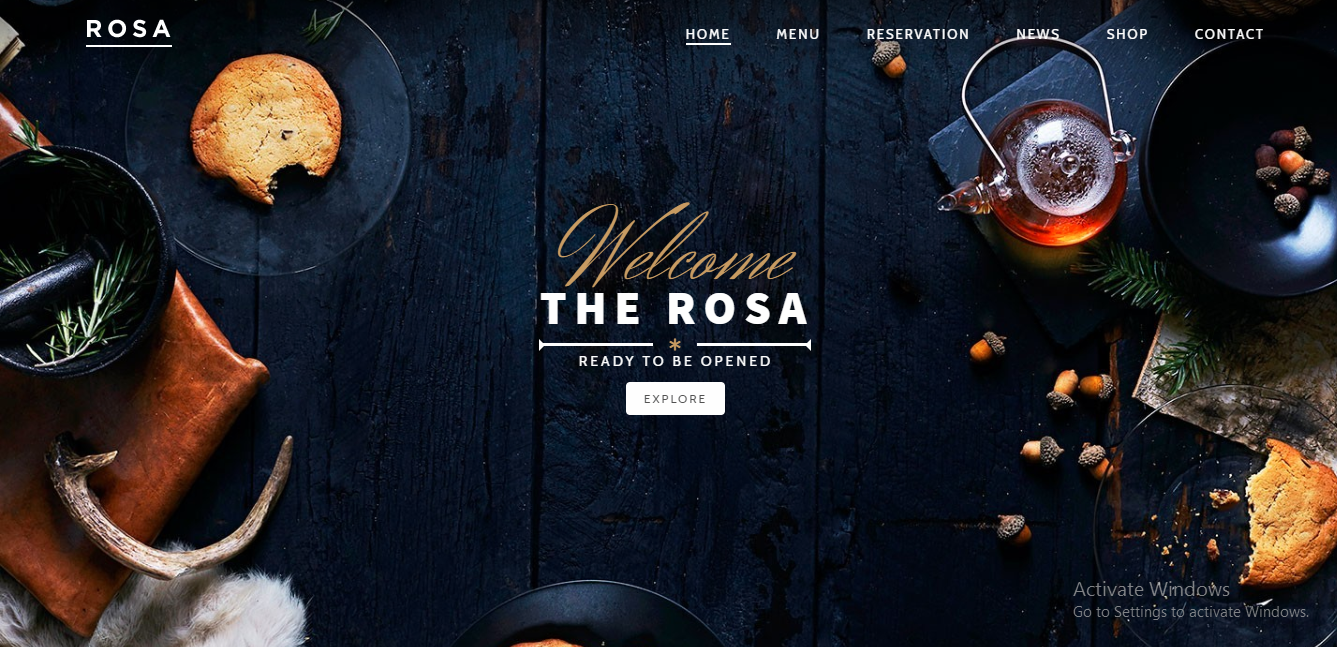 ROSA
HOME MENU RESERVATION NEWS SHOP CONTACT
Welcome
THE ROSA
READY TO BE OPENED
EXPLORE
Activate Windows
Go to Settings to activate Windows.